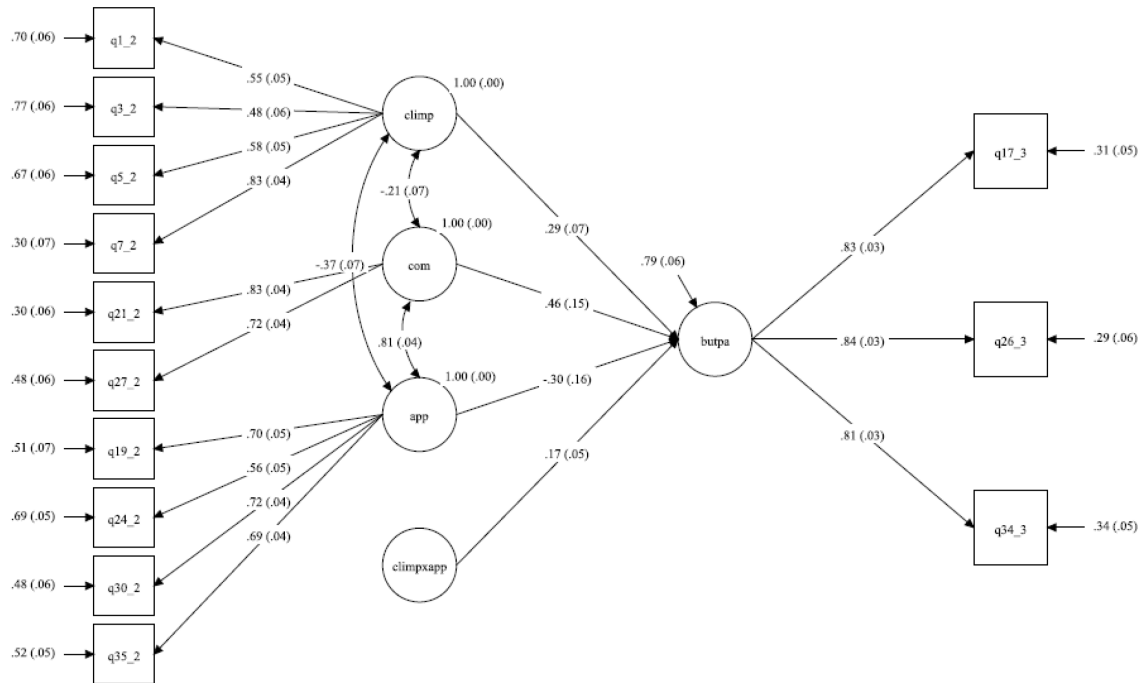 .70 (.06)
q1_2
.77 (.06)
q3_2
.67 (.06)
q5_2
.30 (.07)
q7_2
.30 (.06)
q21_2
.48 (.06)
q27_2
.51 (.07)
q19_2
.69 (.05)
q24_2
.48 (.06)
q30_2
.52 (.05)
q35_2
.55 (.05)
.48 (.06)
.58 (.05)
.83 (.04)
.83 (.04)
.72 (.04)
.70 (.05)
.56 (.05)
.72 (.04)
.69 (.04)
1.00 (.00)
climp
-.21 (.07)
1.00 (.00)
-.37 (.07)
com
.81 (.04)
1.00 (.00)
app
climpxapp
.29 (.07)
.46 (.15)
-.30 (.16)
.17 (.05)
.79 (.06)
butpa
.83 (.03)
.84 (.03)
.81 (.03)
q17_3
.31 (.05)
q26_3
.29 (.06)
q34_3
.34 (.05)